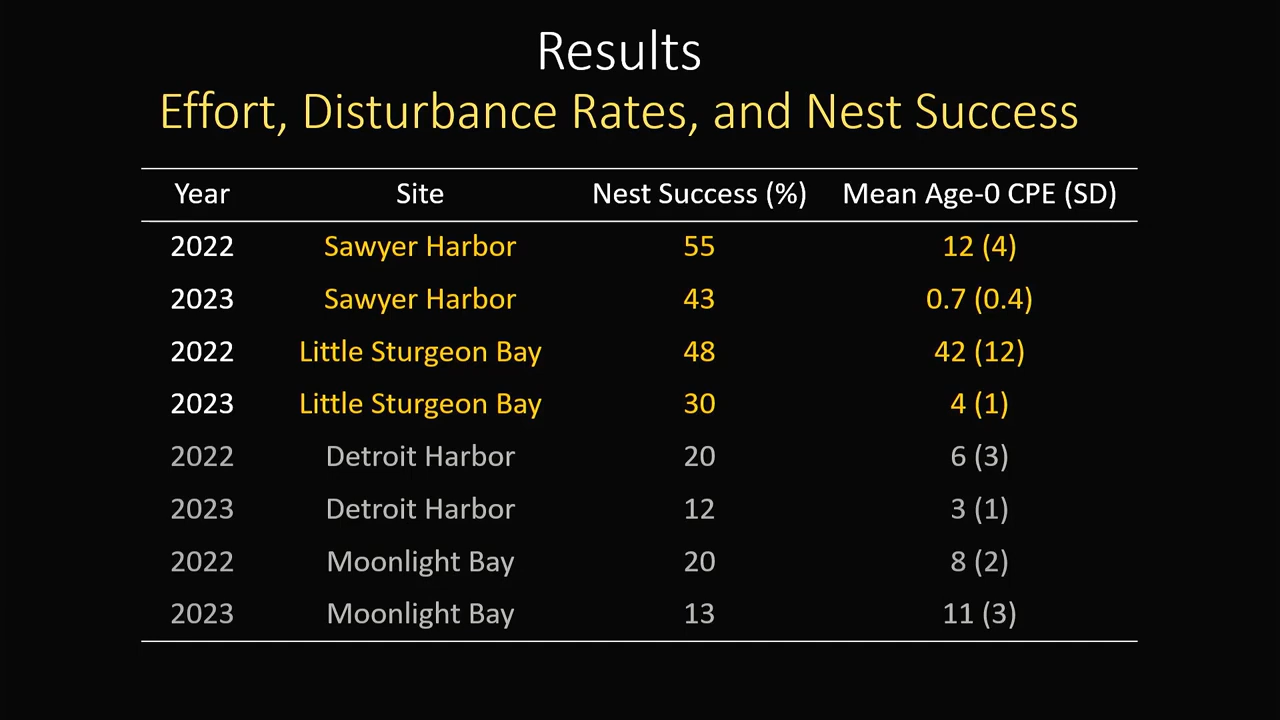 Results
Effort, Disturbance Rates, and Nest Success
Year Site Nest Success (%) Mean Age-0 CPE (SD)
2022 Sawyer Harbor 55 12 (4)
2023 Sawyer Harbor 43 0.7 (0.4)
2022 Little Sturgeon Bay 48 42 (12)
2023 Little Sturgeon Bay 30 4 (1)
2022 Detroit Harbor 20 6 (3)
2023 Detroit Harbor 12 3 (1)
2022 Moonlight Bay 20 8 (2)
2023 Moonlight Bay 13 11 (3)